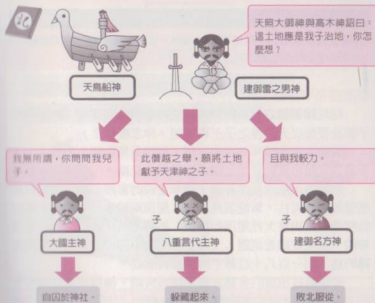 記
天照大御神與高木神詔曰：
這土地應是我子治地，你怎
麼想？
天鳥船神
建御雷之男神
我無所謂，你問問我兒
子。
此僭越之舉，願將土地
獻予天津神之子。
且與我較力。
子
子
大國主神
八重言代主神
建御名方神
自囚於神社。
躲藏起來。
敗北服從。